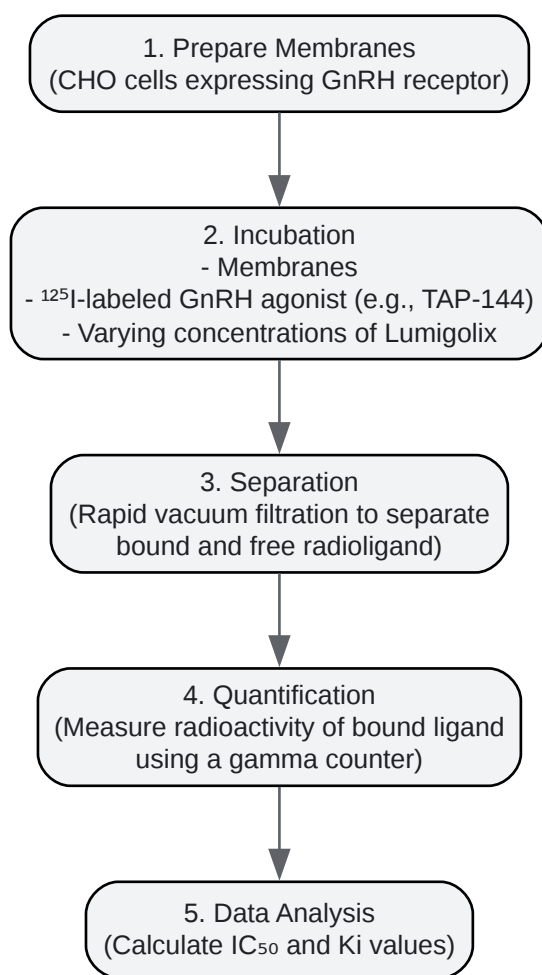 1. Prepare Membranes
(CHO cells expressing GnRH receptor)
2. Incubation
- Membranes
- ¹²⁵I-labeled GnRH agonist (e.g., TAP-144)
- Varying concentrations of Lumigolix
3. Separation
(Rapid vacuum filtration to separate
bound and free radioligand)
4. Quantification
(Measure radioactivity of bound ligand
using a gamma counter)
5. Data Analysis
(Calculate IC₅₀ and Ki values)